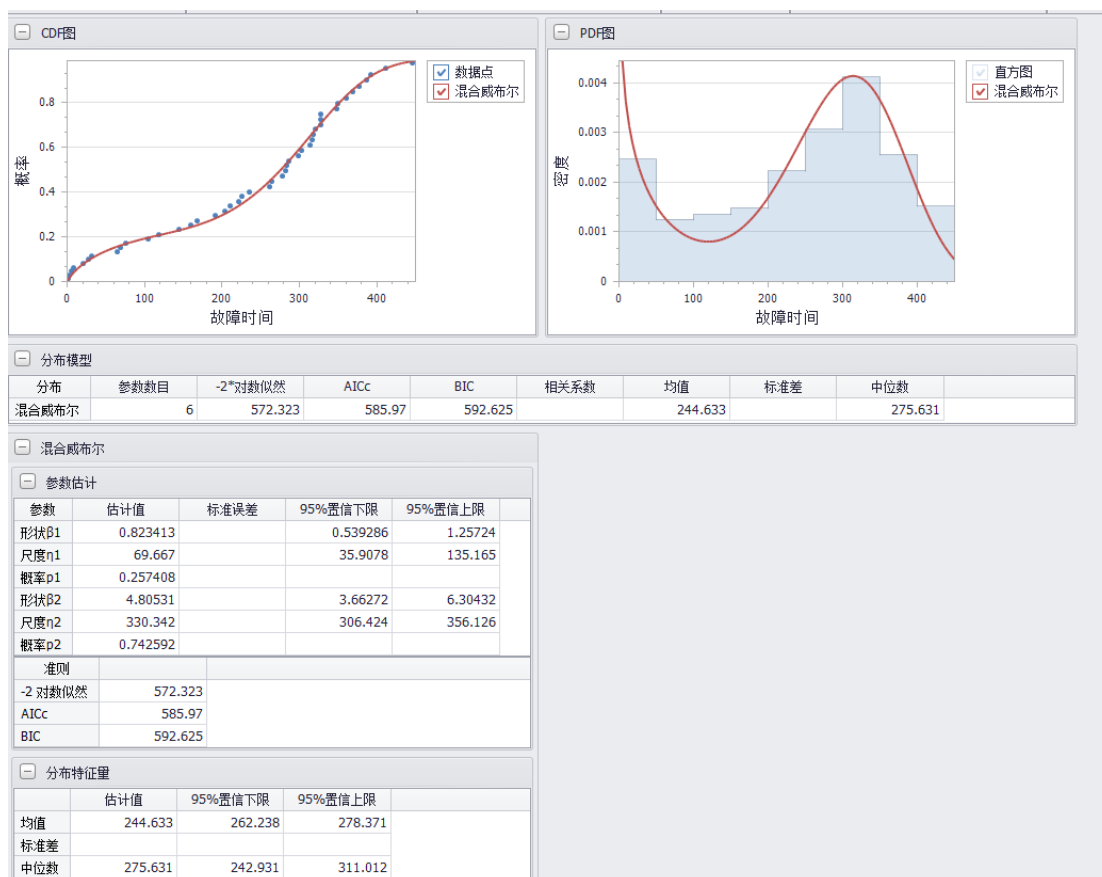 CDF图
数据点
混合威布尔
概率
0.8
0.6
0.4
0.2
0
0 100 200 300 400
故障时间
PDF图
直方图
混合威布尔
密度
0.004
0.003
0.002
0.001
0
0 100 200 300 400
故障时间
分布模型
分布 参数数目 -2*对数似然 AICc BIC 相关系数 均值 标准差 中位数
混合威布尔 6 572.323 585.97 592.625 244.633 275.631
混合威布尔
参数估计
参数 估计值 标准误差 95%置信下限 95%置信上限
形状β1 0.823413 0.539286 1.25724
尺度η1 69.667 35.9078 135.165
概率p1 0.257408
形状β2 4.80531 3.66272 6.30432
尺度η2 330.342 306.424 356.126
概率p2 0.742592
准则
-2 对数似然 572.323
AICc 585.97
BIC 592.625
分布特征量
估计值 95%置信下限 95%置信上限
均值 244.633 262.238 278.371
标准差
中位数 275.631 242.931 311.012